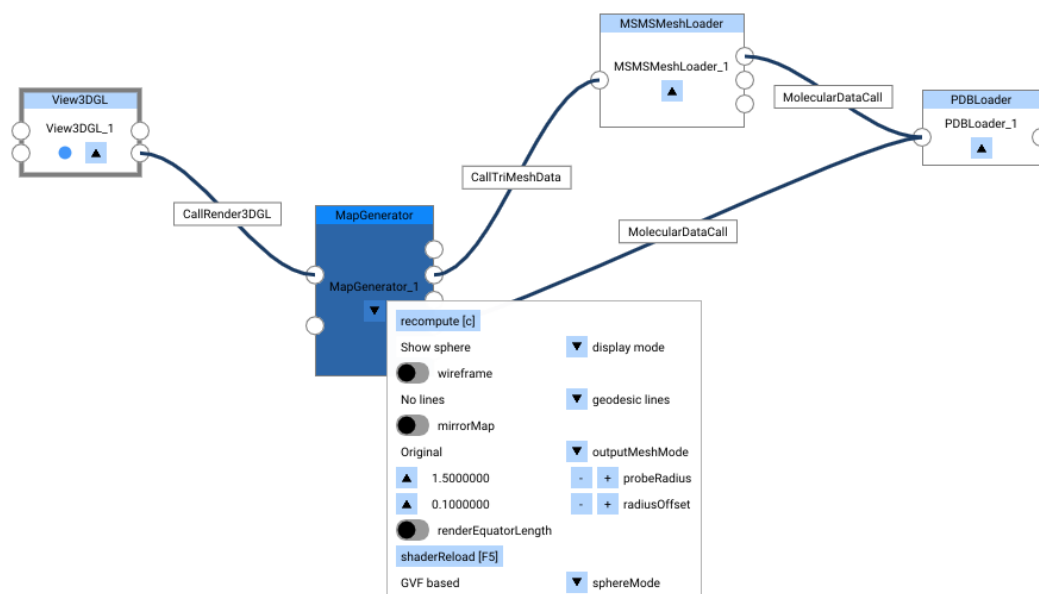 MSMSMeshLoader
MSMSMeshLoader_1
View3DGL
View3DGL_1
MolecularDataCall
PDBLoader
PDBLoader_1
CallTriMeshData
CallRender3DGL
MapGenerator
MolecularDataCall
MapGenerator_1
recompute [c]
Show sphere display mode
wireframe
No lines geodesic lines
mirrorMap
Original outputMeshMode
1.5000000 - + probeRadius
0.1000000 - + radiusOffset
renderEquatorLength
shaderReload [F5]
GVF based sphereMode